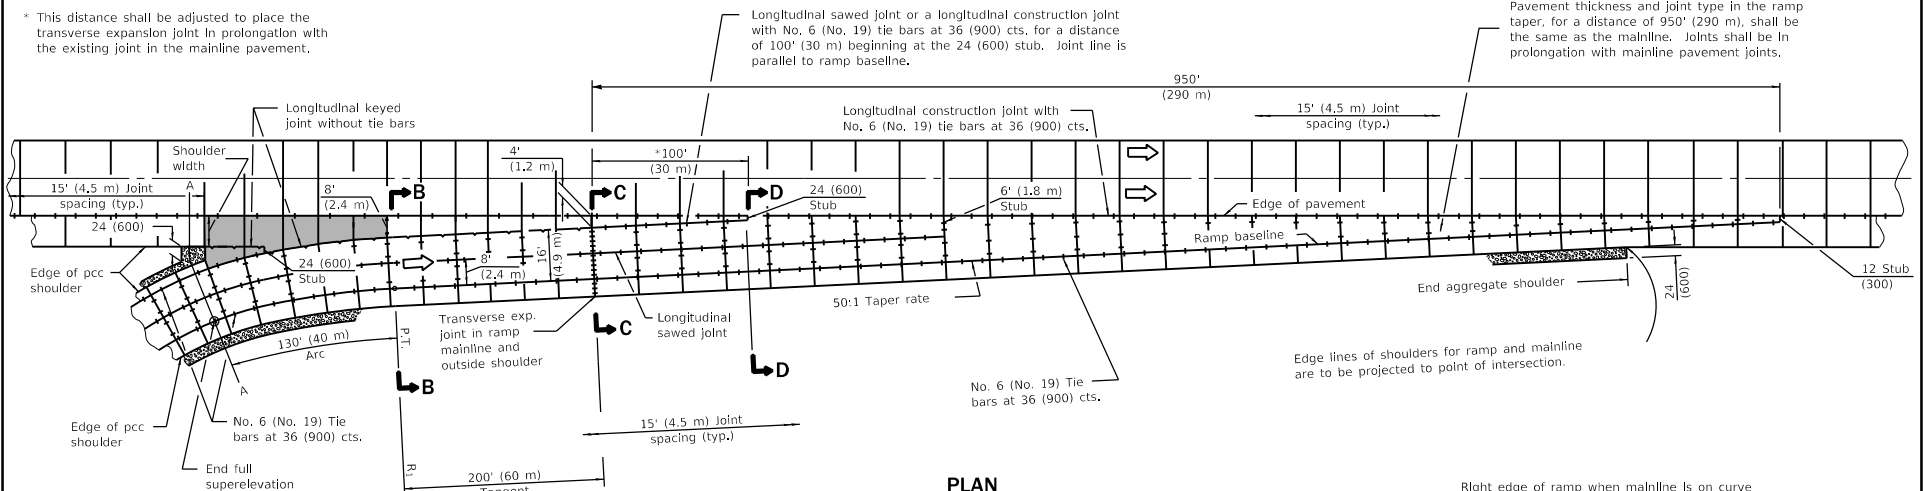 * This distance shall be adjusted to place the
transverse expansion joint in prolongation with
the existing joint in the mainline pavement.
Longitudinal sawed joint or a longitudinal construction joint
with No. 6 (No. 19) tie bars at 36 (900) cts. for a distance
of 100' (30 m) beginning at the 24 (600) stub. Joint line is
parallel to ramp baseline.
Pavement thickness and joint type in the ramp
taper, for a distance of 950' (290 m), shall be
the same as the mainline. Joints shall be in
prolongation with mainline pavement joints.
950'
(290 m)
Longitudinal keyed
joint without tie bars
Longitudinal construction joint with
No. 6 (No. 19) tie bars at 36 (900) cts.
15' (4.5 m) Joint
spacing (typ.)
Shoulder
width
4'
(1.2 m)
*100'
(30 m)
15' (4.5 m) Joint
spacing (typ.)
A
8'
(2.4 m)
B
C
D
24 (600)
Stub
6' (1.8 m)
Stub
Edge of pavement
24 (600)
Ramp baseline
24 (600)
Stub
8'
(2.4 m)
16'
(4.9 m)
Edge of pcc
shoulder
12 Stub
(300)
24
(600)
End aggregate shoulder
50:1 Taper rate
Transverse exp.
joint in ramp
mainline and
outside shoulder
Longitudinal
sawed joint
C
130' (40 m)
Arc
P.T.
A
B
D
Edge lines of shoulders for ramp and mainline
are to be projected to point of intersection.
No. 6 (No. 19) Tie
bars at 36 (900) cts.
Edge of pcc
shoulder
No. 6 (No. 19) Tie
bars at 36 (900) cts.
15' (4.5 m) Joint
spacing (typ.)
End full
superelevation
R1
200' (60 m)
Tangent
PLAN
Right edge of ramp when mainline is on curve